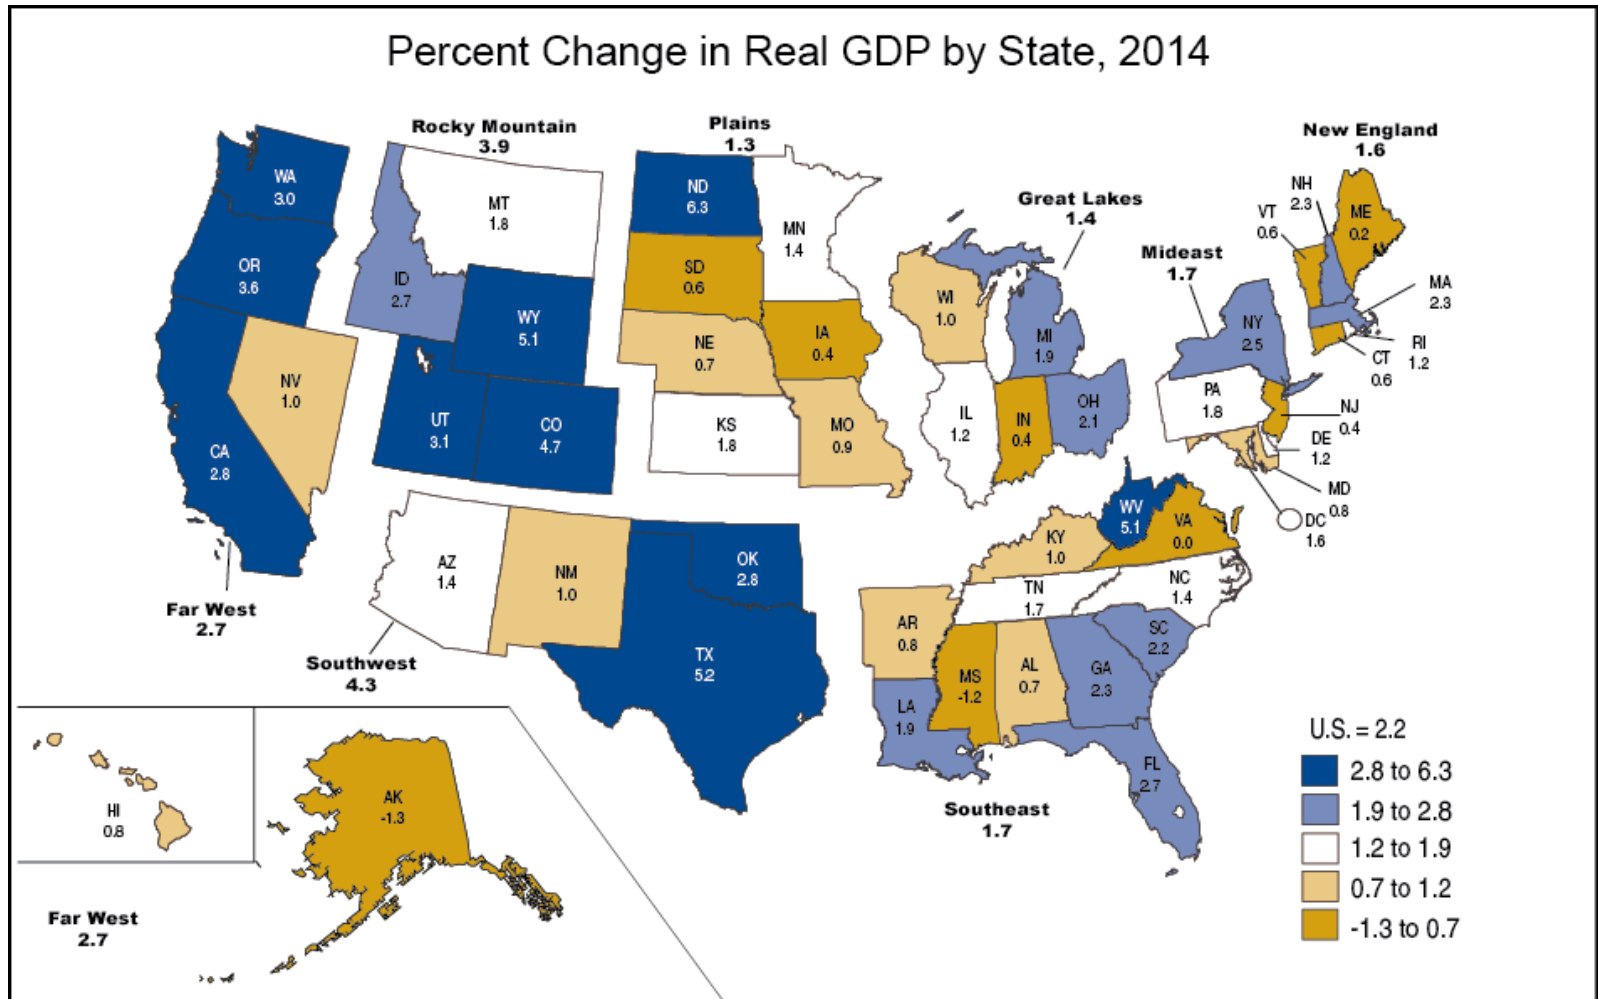 Percent Change in Real GDP by State, 2014
Rocky Mountain
3.9
Plains
1.3
New England
1.6
Great Lakes
1.4
Mideast
1.7
WA
3.0
OR
3.6
CA
2.8
NV
1.0
ID
2.7
MT
1.8
WY
5.1
UT
3.1
CO
4.7
ND
6.3
SD
0.6
NE
0.7
KS
1.8
MN
1.4
IA
0.4
MO
0.9
WI
1.0
MI
1.9
IL
1.2
IN
0.4
OH
2.1
NY
2.5
PA
1.8
VT
0.6
NH
2.3
ME
0.2
MA
2.3
RI
1.2
CT
0.6
NJ
0.4
DE
1.2
MD
0.8
DC
1.6
Far West
2.7
Southwest
4.3
AZ
1.4
NM
1.0
OK
2.8
TX
5.2
WV
5.1
VA
0.0
KY
1.0
TN
1.7
NC
1.4
AR
0.8
SC
2.2
MS
-1.2
AL
0.7
GA
2.3
LA
1.9
FL
2.7
Southeast
1.7
HI
0.8
AK
-1.3
Far West
2.7
U.S. = 2.2
2.8 to 6.3
1.9 to 2.8
1.2 to 1.9
0.7 to 1.2
-1.3 to 0.7